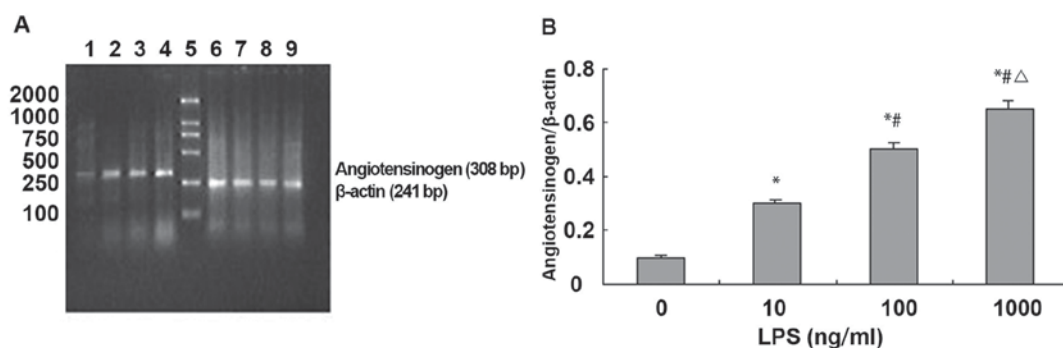 A
1 2 3 4 5 6 7 8 9
2000
1000
750
500
250
100
Angiotensinogen (308 bp)
β-actin (241 bp)
B
Angiotensinogen/β-actin
0.8
0.6
0.4
0.2
0
*
*#
*#△
0 10 100 1000
LPS (ng/ml)